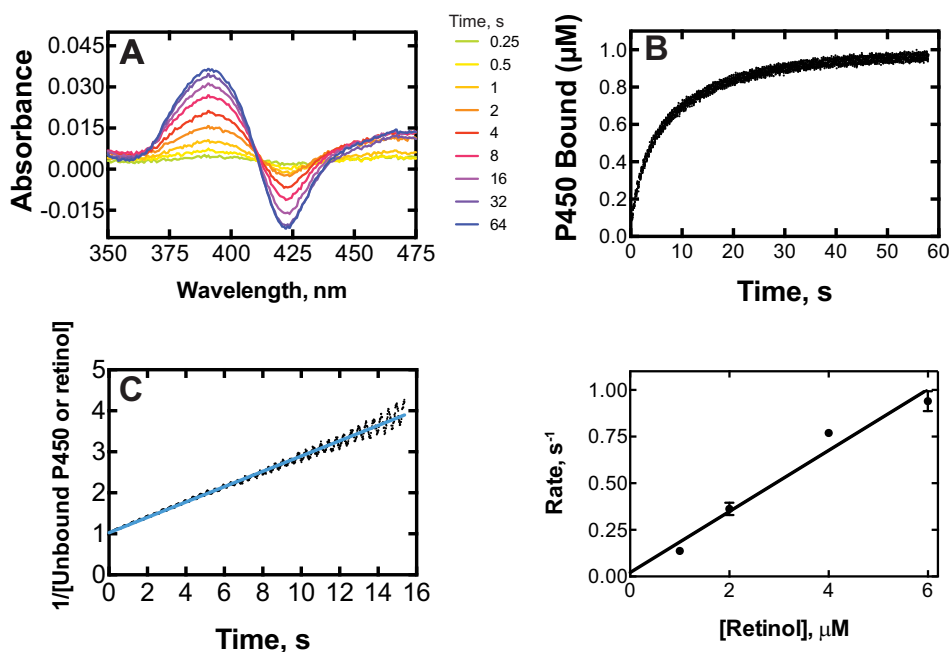 A
Absorbance
0.045
0.030
0.015
0.000
-0.015
350
375
400
425
450
475
Wavelength, nm
Time, s
0.25
0.5
1
2
4
8
16
32
64
B
P450 Bound (μM)
1.0
0.8
0.6
0.4
0.2
0.0
0 10 20 30 40 50 60
Time, s
C
1/[Unbound P450 or retinol]
5
4
3
2
1
0
0 2 4 6 8 10 12 14 16
Time, s
Rate, s⁻¹
1.00
0.75
0.50
0.25
0.00
0 2 4 6
[Retinol], μM